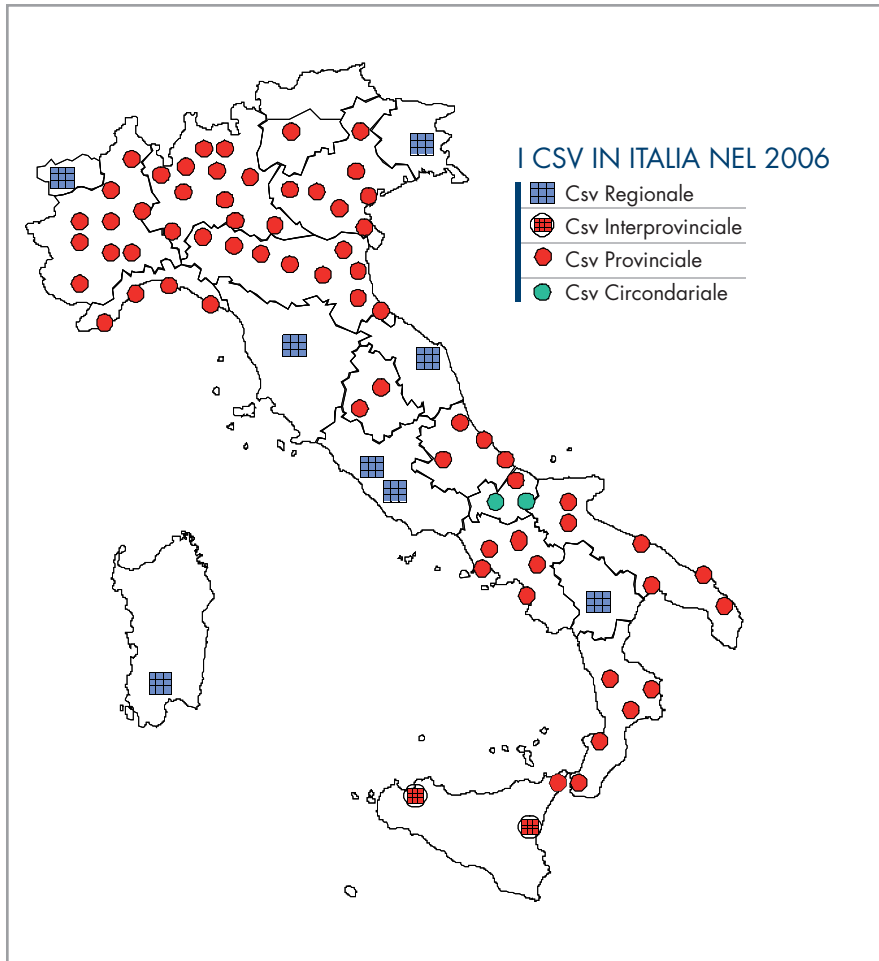 I CSV IN ITALIA NEL 2006
Csv Regionale
Csv Interprovinciale
Csv Provinciale
Csv Circondariale